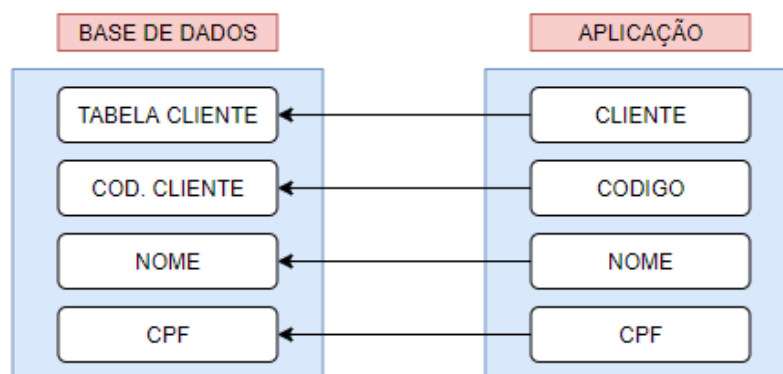 BASE DE DADOS
APLICAÇÃO
TABELA CLIENTE
CLIENTE
COD. CLIENTE
CODIGO
NOME
NOME
CPF
CPF